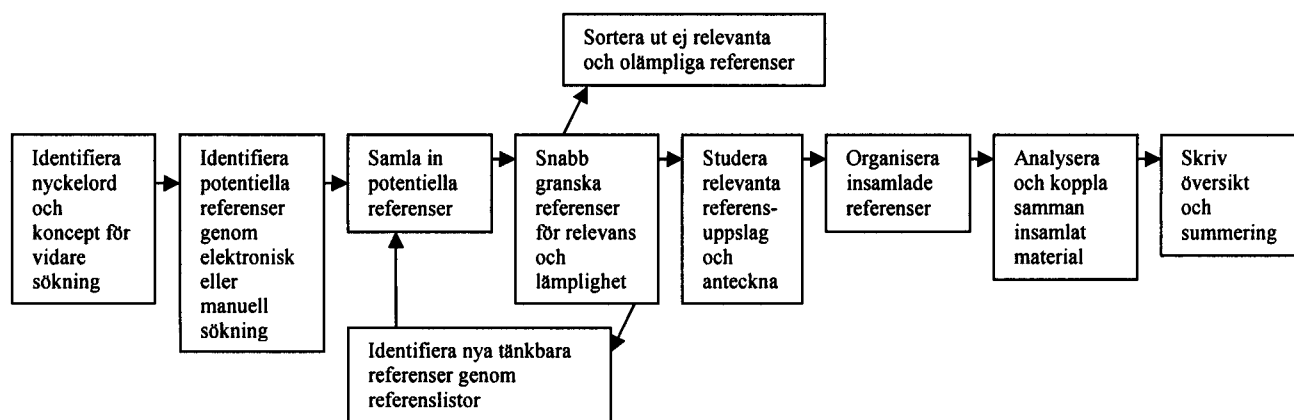 Sortera ut ej relevanta
och olämpliga referenser
Identifiera
nyckelord
och
koncept för
vidare
sökning
Identifiera
potentiella
referenser
genom
elektronisk
eller
manuell
sökning
Samla in
potentiella
referenser
Snabb
granska
referenser
för relevans
och
lämplighet
Studera
relevanta
referens-
uppslag
och
anteckna
Organisera
insamlade
referenser
Analysera
och koppla
samman
insamlat
material
Skriv
översikt
och
summering
Identifiera nya tänkbara
referenser genom
referenslistor